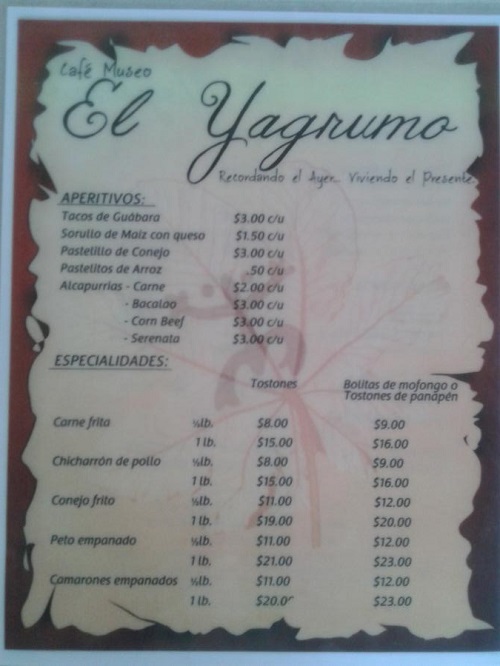 Café Museo
El Yagrumo
Recordando el Ayer... Viviendo el Presente
APERITIVOS:
Tacos de Guábara $3.00 c/u
Sorullo de Maiz con queso $1.50 c/u
Pastelillo de Conejo $3.00 c/u
Pastelitos de Arroz .50 c/u
Alcapurrias - Carne $2.00 c/u
- Bacalao $3.00 c/u
- Corn Beef $3.00 c/u
- Serenata $3.00 c/u
ESPECIALIDADES:
Tostones Bolitas de mofongo o
Tostones de panapén
Carne frita ½lb. $8.00 $9.00
1 lb. $15.00 $16.00
Chicharrón de pollo ½lb. $8.00 $9.00
1 lb. $15.00 $16.00
Conejo frito ½lb. $11.00 $12.00
1 lb. $19.00 $20.00
Peto empanado ½lb. $11.00 $12.00
1 lb. $21.00 $23.00
Camarones empanados ½lb. $11.00 $12.00
1 lb. $20.0 $23.00